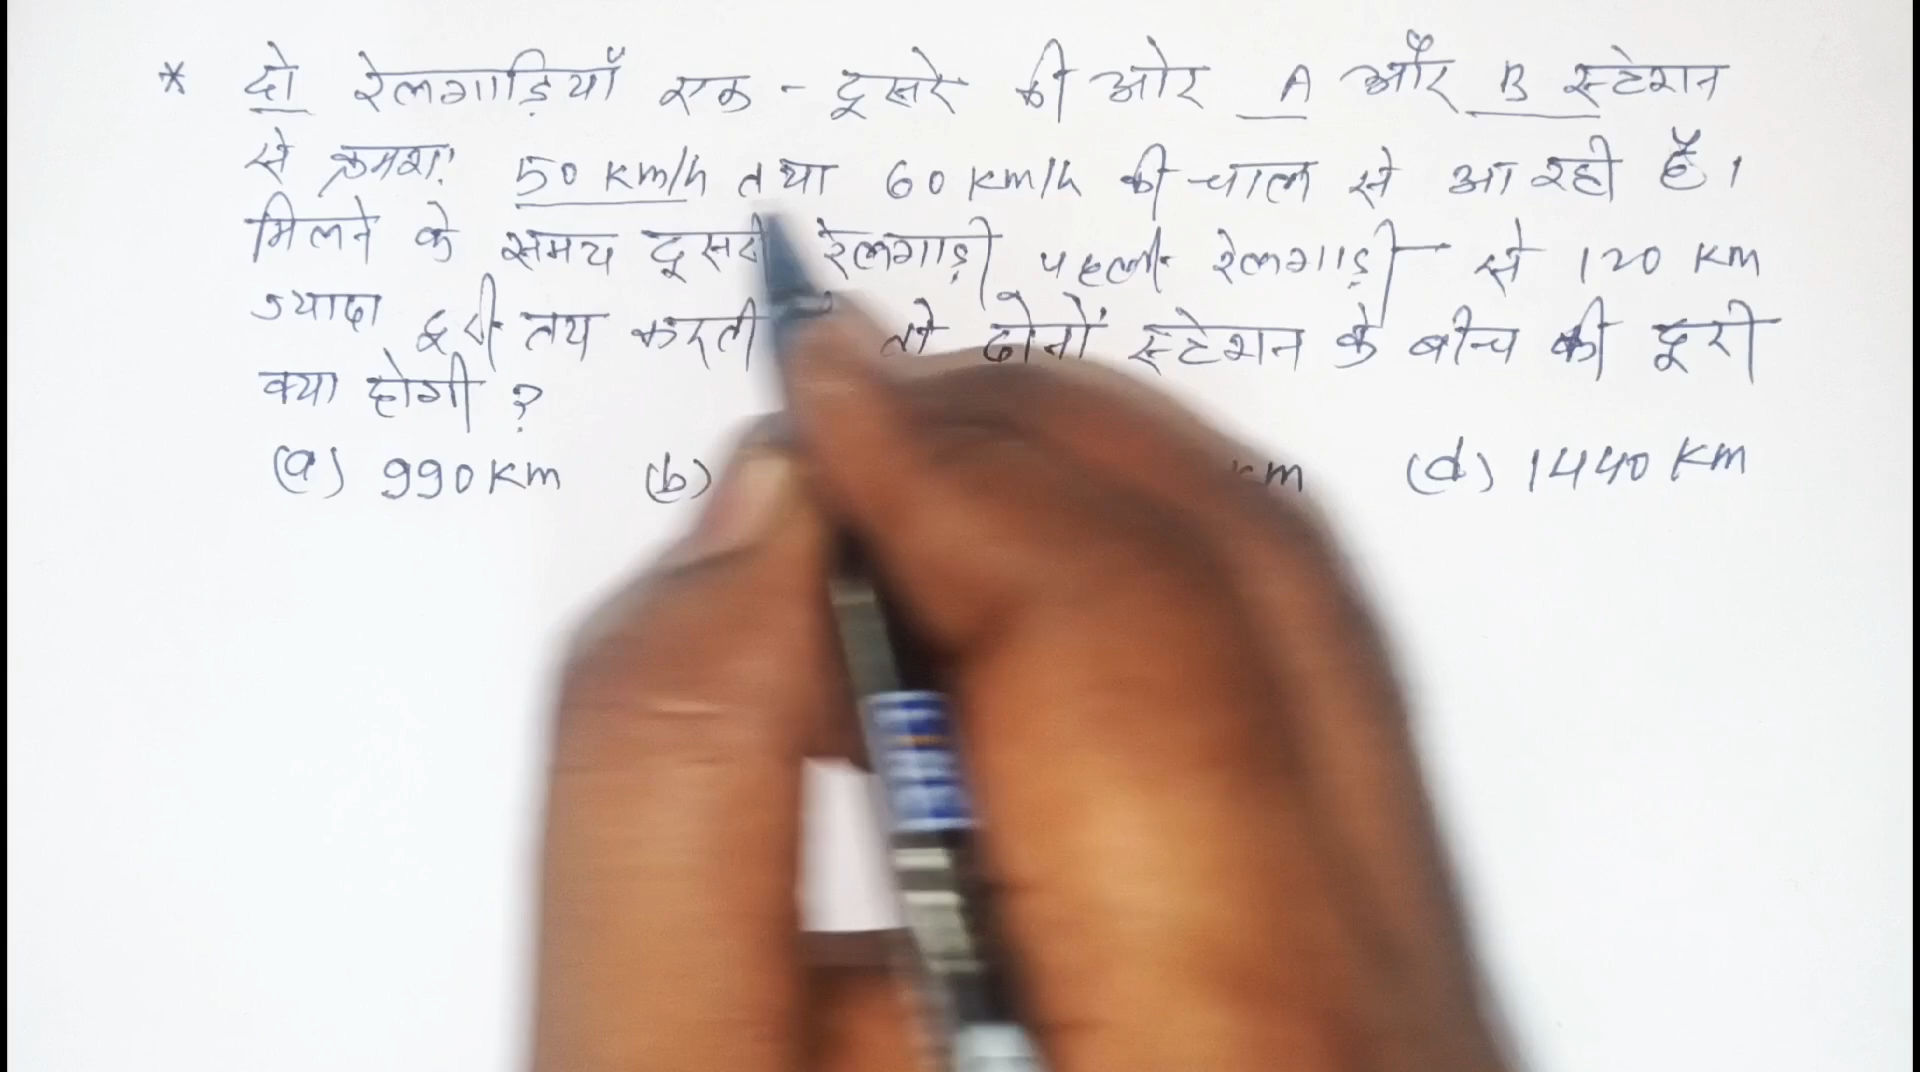 * दो रेलगाड़ियाँ एक - दूसरे की ओर A और B स्टेशन
से क्रमशः 50 km/h तथा 60 km/h की चाल से आ रही हैं।
मिलने के समय दूसरी रेलगाड़ी पहली रेलगाड़ी से 120 km
ज्यादा दूरी तय करती तो दोनों स्टेशन के बीच की दूरी
क्या होगी ?
(a) 990 km (b) km (d) 1440 km